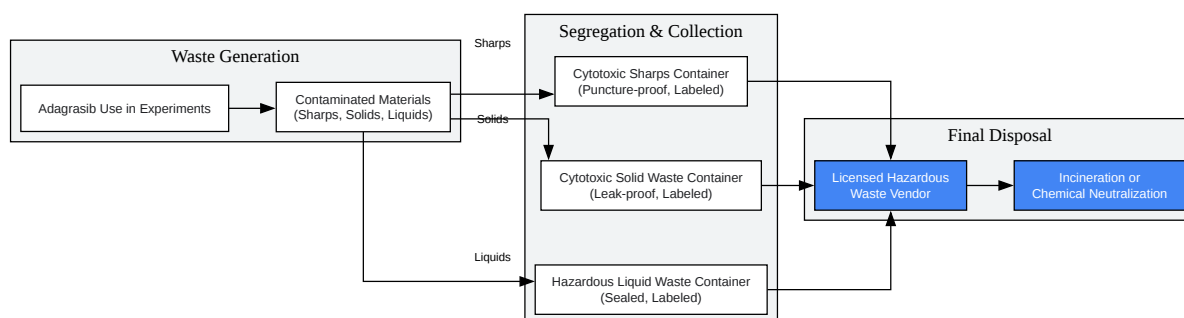 Waste Generation
Adagrasib Use in Experiments
Contaminated Materials
(Sharps, Solids, Liquids)
Sharps
Solids
Liquids
Segregation & Collection
Cytotoxic Sharps Container
(Puncture-proof, Labeled)
Cytotoxic Solid Waste Container
(Leak-proof, Labeled)
Hazardous Liquid Waste Container
(Sealed, Labeled)
Final Disposal
Licensed Hazardous
Waste Vendor
Incineration or
Chemical Neutralization